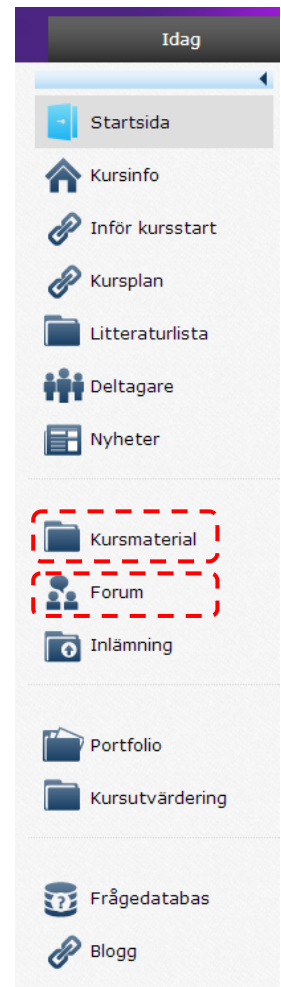 Idag
Startsida
Kursinfo
Inför kursstart
Kursplan
Litteraturlista
Deltagare
Nyheter
Kursmaterial
Forum
Inlämning
Portfolio
Kursutvärdering
Frågedatabas
Blogg